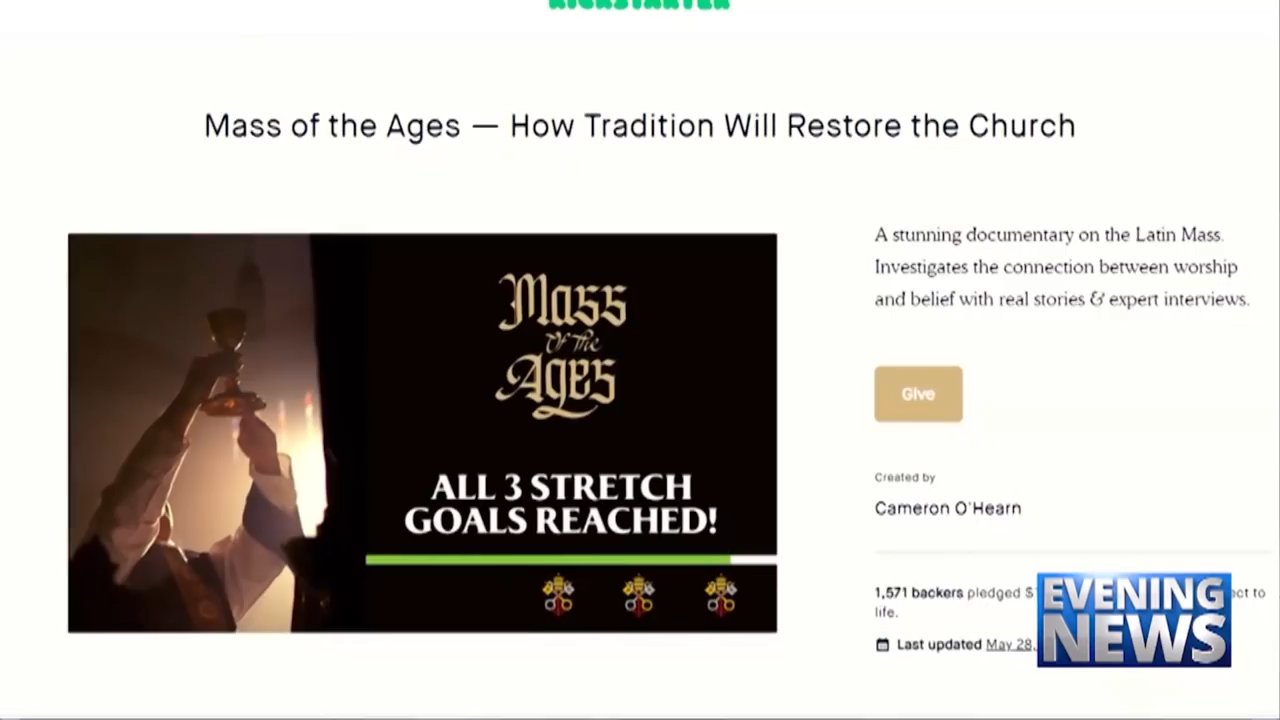 KICKSTARTER
Mass of the Ages — How Tradition Will Restore the Church
A stunning documentary on the Latin Mass.
Investigates the connection between worship
and belief with real stories & expert interviews.
Mass
Of the
Ages
ALL 3 STRETCH
GOALS REACHED!
Give
Created by
Cameron O'Hearn
1,571 backers pledged $
life.
Last updated May 28,
to
EVENING
NEWS